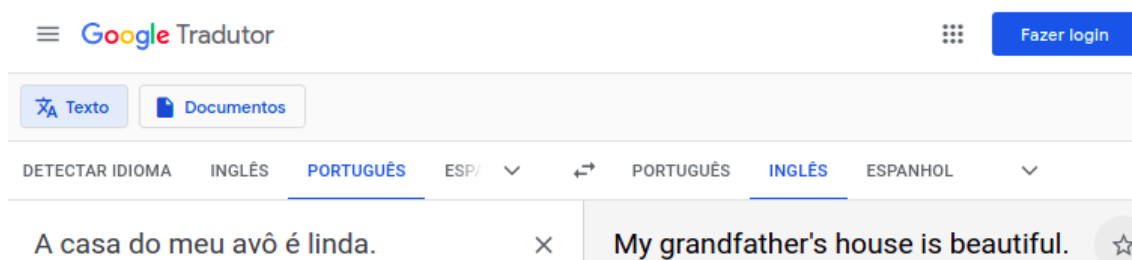 Google Tradutor
Fazer login
Texto
Documentos
DETECTAR IDIOMA INGLÊS PORTUGUÊS ESP
PORTUGUÊS INGLÊS ESPANHOL
A casa do meu avô é linda.
My grandfather's house is beautiful.